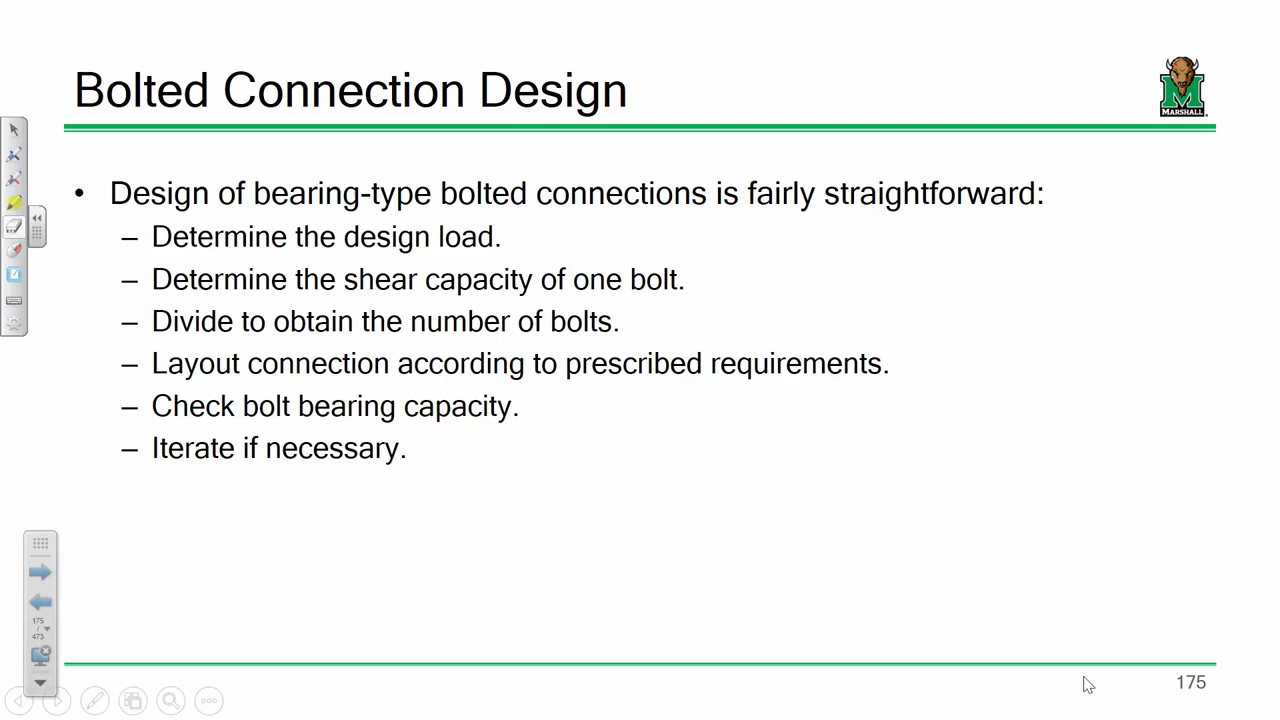 Bolted Connection Design
MARSHALL
• Design of bearing-type bolted connections is fairly straightforward:
– Determine the design load.
– Determine the shear capacity of one bolt.
– Divide to obtain the number of bolts.
– Layout connection according to prescribed requirements.
– Check bolt bearing capacity.
– Iterate if necessary.
175
/
473
175